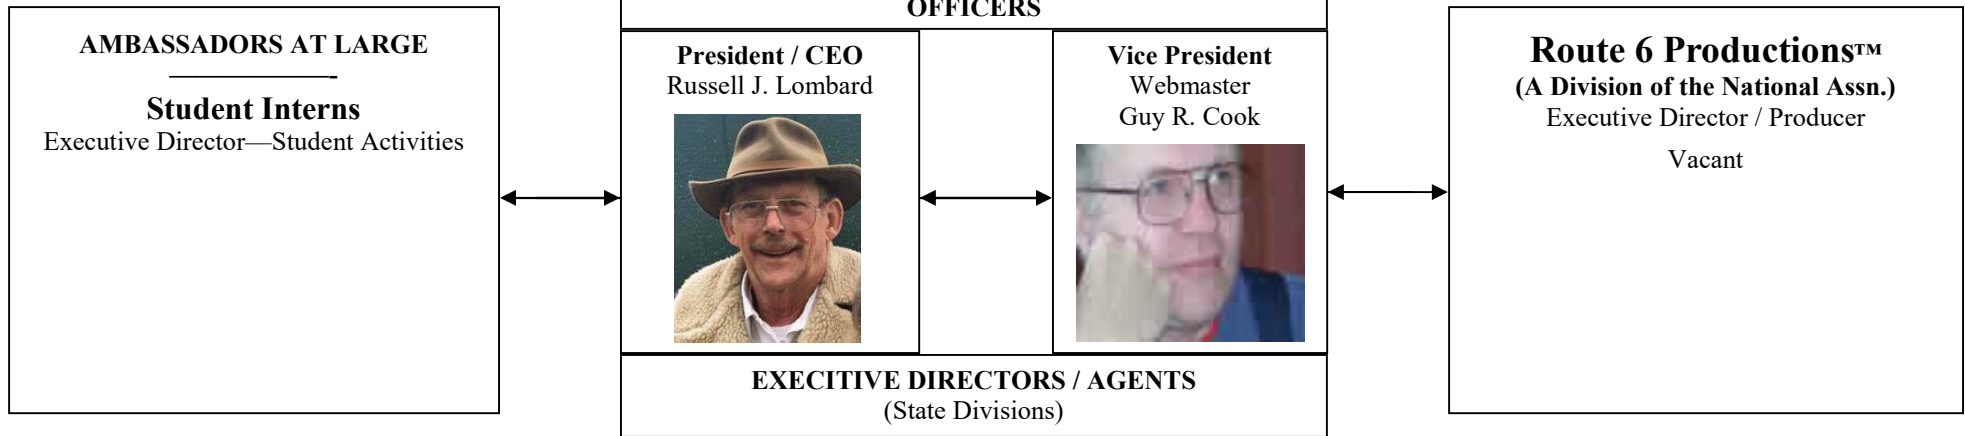 AMBASSADORS AT LARGE
——————-
Student Interns
Executive Director—Student Activities
OFFICERS
President / CEO
Russell J. Lombard
Vice President
Webmaster
Guy R. Cook
EXECITIVE DIRECTORS / AGENTS
(State Divisions)
Route 6 Productions™
(A Division of the National Assn.)
Executive Director / Producer
Vacant